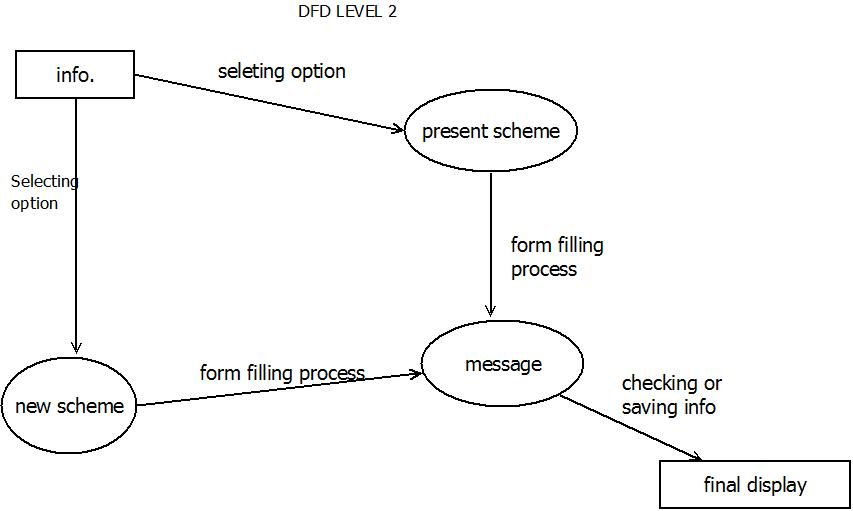 DFD LEVEL 2
info.
seleting option
present scheme
Selecting
option
form filling
process
new scheme
form filling process
message
checking or
saving info
final display